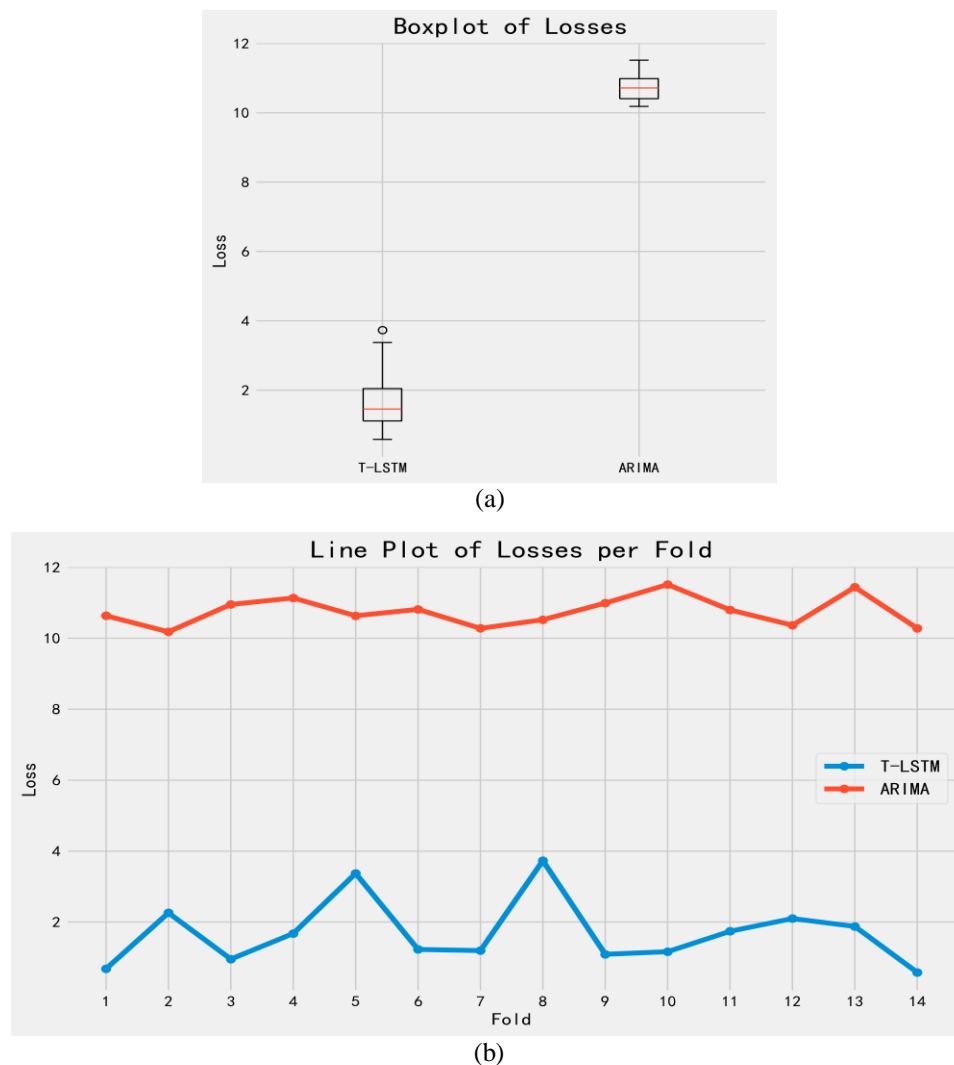 Boxplot of Losses
12
10
8
6
4
2
Loss
T-LSTM ARIMA
(a)
Line Plot of Losses per Fold
12
10
8
6
4
2
Loss
T-LSTM
ARIMA
1 2 3 4 5 6 7 8 9 10 11 12 13 14
Fold
(b)